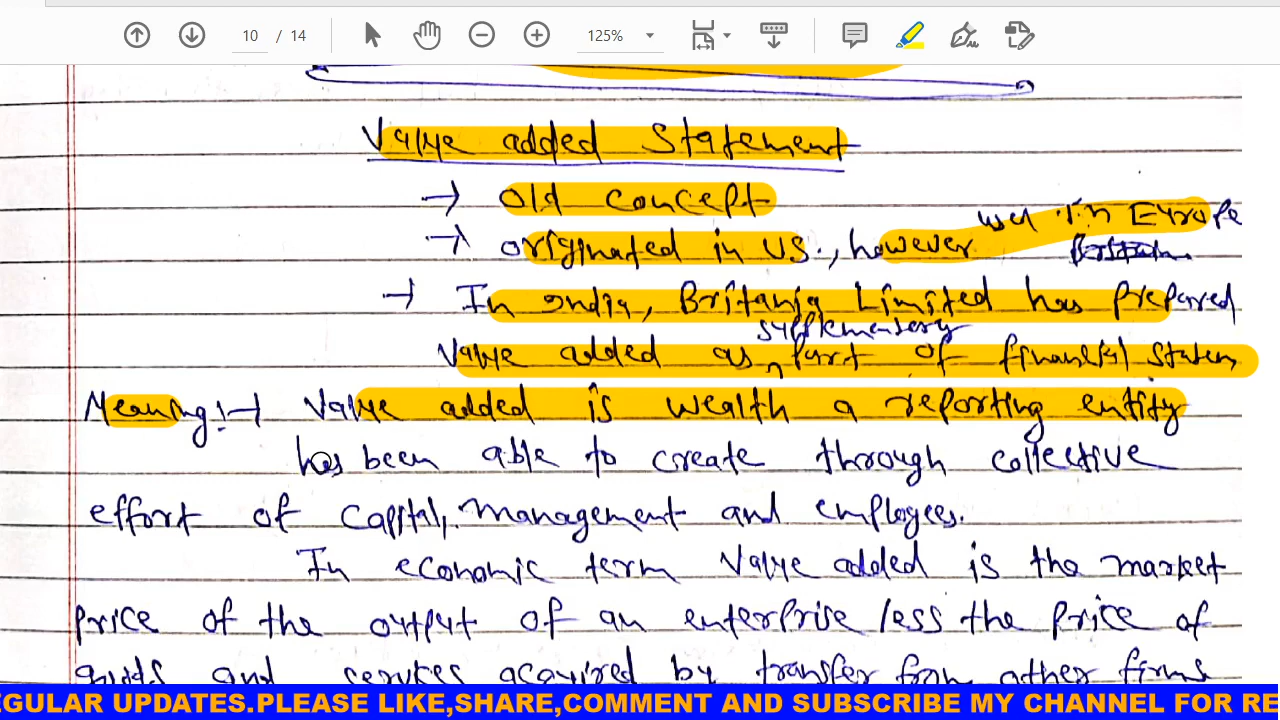 10 / 14 125%
Value added Statement
→ old concept
→ originated in US., however use in Europe
→ In India, Britania Limited has prepared
supplementary
Value added as part of financial Statem
Meaning:→ Value added is wealth a reporting entity
has been able to create through collective
effort of capital, management and employees.
In economic term Value added is the market
price of the output of an enterprise less the price of
goods and services acquired by transfer from other firms
EGULAR UPDATES.PLEASE LIKE,SHARE,COMMENT AND SUBSCRIBE MY CHANNEL FOR RE